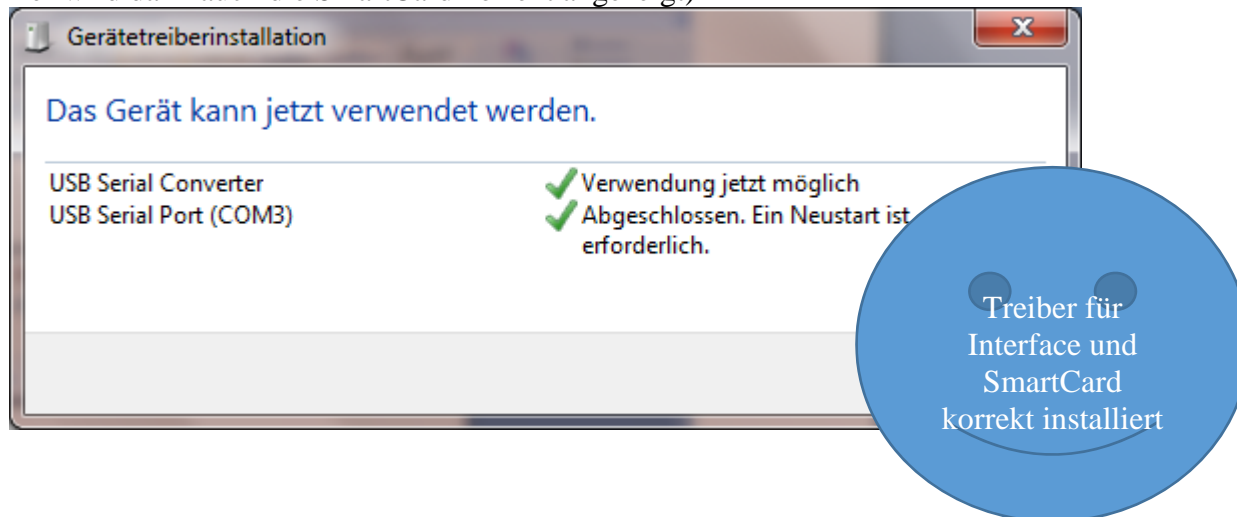 Gerätetreiberinstallation
Das Gerät kann jetzt verwendet werden.
USB Serial Converter
Verwendung jetzt möglich
USB Serial Port (COM3)
Abgeschlossen. Ein Neustart ist
erforderlich.
Treiber für
Interface und
SmartCard
korrekt installiert